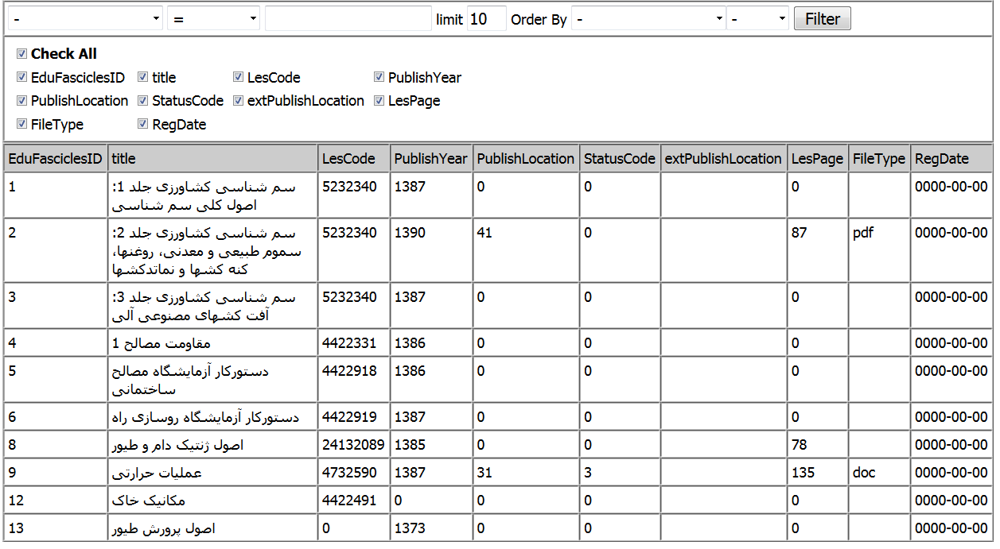 - = limit 10 Order By - - Filter
Check All
EduFasciclesID title LesCode PublishYear
PublishLocation StatusCode extPublishLocation LesPage
FileType RegDate
EduFasciclesID title LesCode PublishYear PublishLocation StatusCode extPublishLocation LesPage FileType RegDate
1 سم شناسی کشاورزی جلد 1: 5232340 1387 0 0 0 0000-00-00
اصول کلی سم شناسی
2 سم شناسی کشاورزی جلد 2: 5232340 1390 41 0 87 pdf 0000-00-00
سموم طبیعی و معدنی، روغنها،
کنه کشها و نماتدکشها
3 سم شناسی کشاورزی جلد 3: 5232340 1387 0 0 0 0000-00-00
آفت کشهای مصنوعی آلی
4 مقاومت مصالح 1 4422331 1386 0 0 0 0000-00-00
5 دستورکار آزمایشگاه مصالح 4422918 1386 0 0 0 0000-00-00
ساختمانی
6 دستورکار آزمایشگاه روسازی راه 4422919 1387 0 0 0 0000-00-00
8 اصول ژنتیک دام و طیور 24132089 1385 0 0 78 0000-00-00
9 عملیات حرارتی 4732590 1387 31 3 135 doc 0000-00-00
12 مکانیک خاک 4422491 0 0 0 0 0000-00-00
13 اصول پرورش طیور 0 1373 0 0 0 0000-00-00